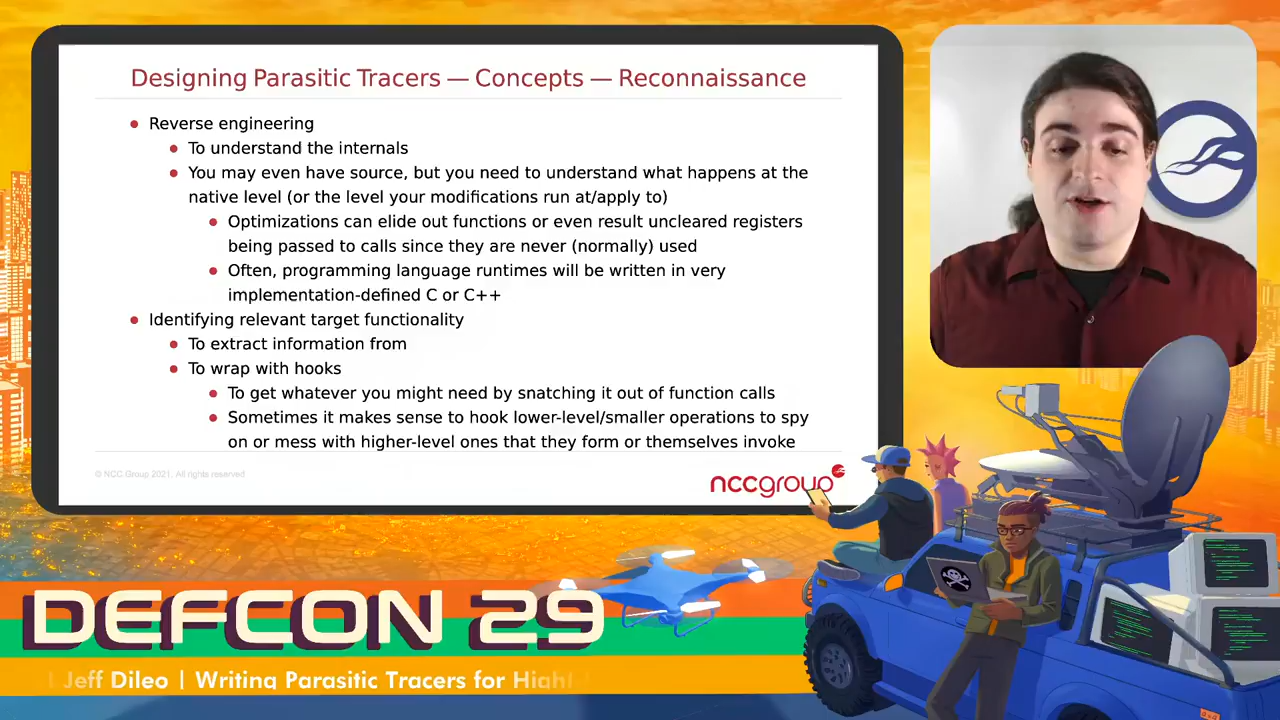 Designing Parasitic Tracers — Concepts — Reconnaissance
Reverse engineering
To understand the internals
You may even have source, but you need to understand what happens at the
native level (or the level your modifications run at/apply to)
Optimizations can elide out functions or even result uncleared registers
being passed to calls since they are never (normally) used
Often, programming language runtimes will be written in very
implementation-defined C or C++
Identifying relevant target functionality
To extract information from
To wrap with hooks
To get whatever you might need by snatching it out of function calls
Sometimes it makes sense to hook lower-level/smaller operations to spy
on or mess with higher-level ones that they form or themselves invoke
© NCC Group 2021. All rights reserved
nccgroup
DEFCON 29
Jeff Dileo | Writing Parasitic Tracers for High